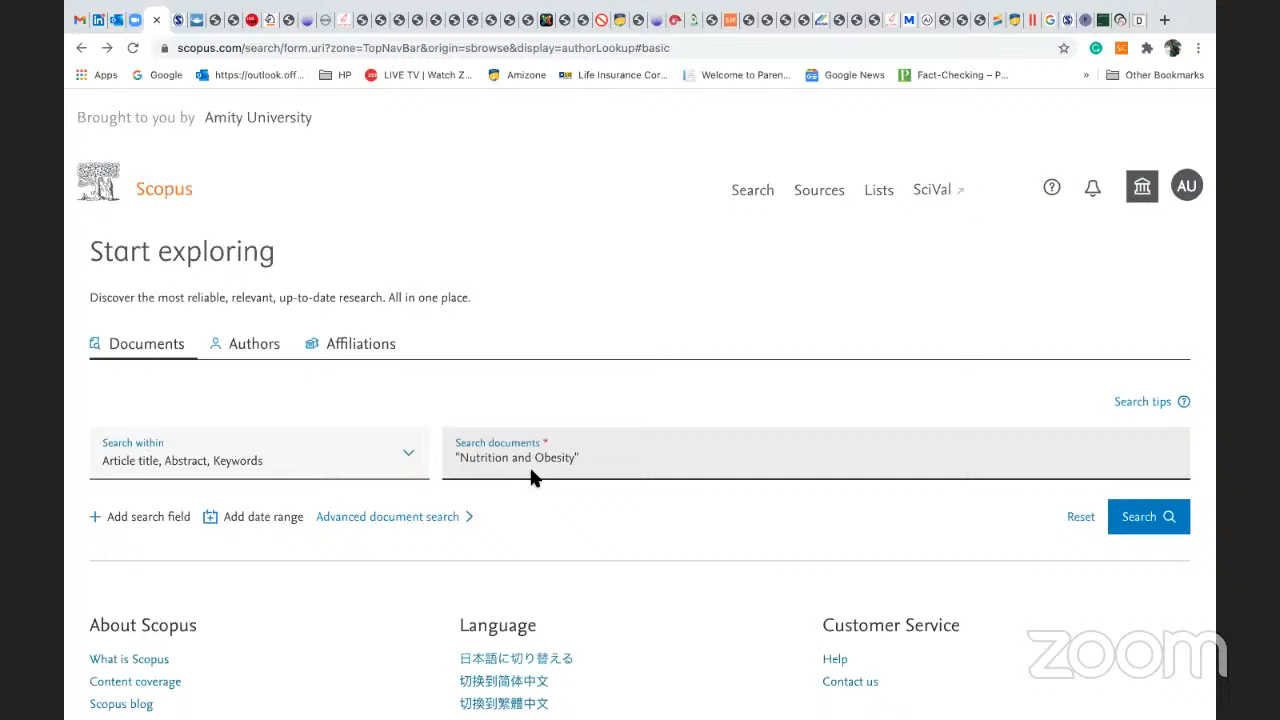 scopus.com/search/form.uri?zone=TopNavBar&origin=sbrowse&display=authorLookup#basic
Apps Google https://outlook.off... HP LIVE TV | Watch Z... Amizone Life Insurance Cor... Welcome to Paren... Google News Fact-Checking – P... » Other Bookmarks
Brought to you by Amity University
Scopus
Search Sources Lists SciVal ↗ AU
Start exploring
Discover the most reliable, relevant, up-to-date research. All in one place.
Documents Authors Affiliations
Search tips
Search within
Article title, Abstract, Keywords
Search documents *
"Nutrition and Obesity"
+ Add search field Add date range Advanced document search
Reset Search
About Scopus Language Customer Service
What is Scopus 日本語に切り替える Help
Content coverage 切换到简体中文 Contact us
Scopus blog 切換到繁體中文
zoom